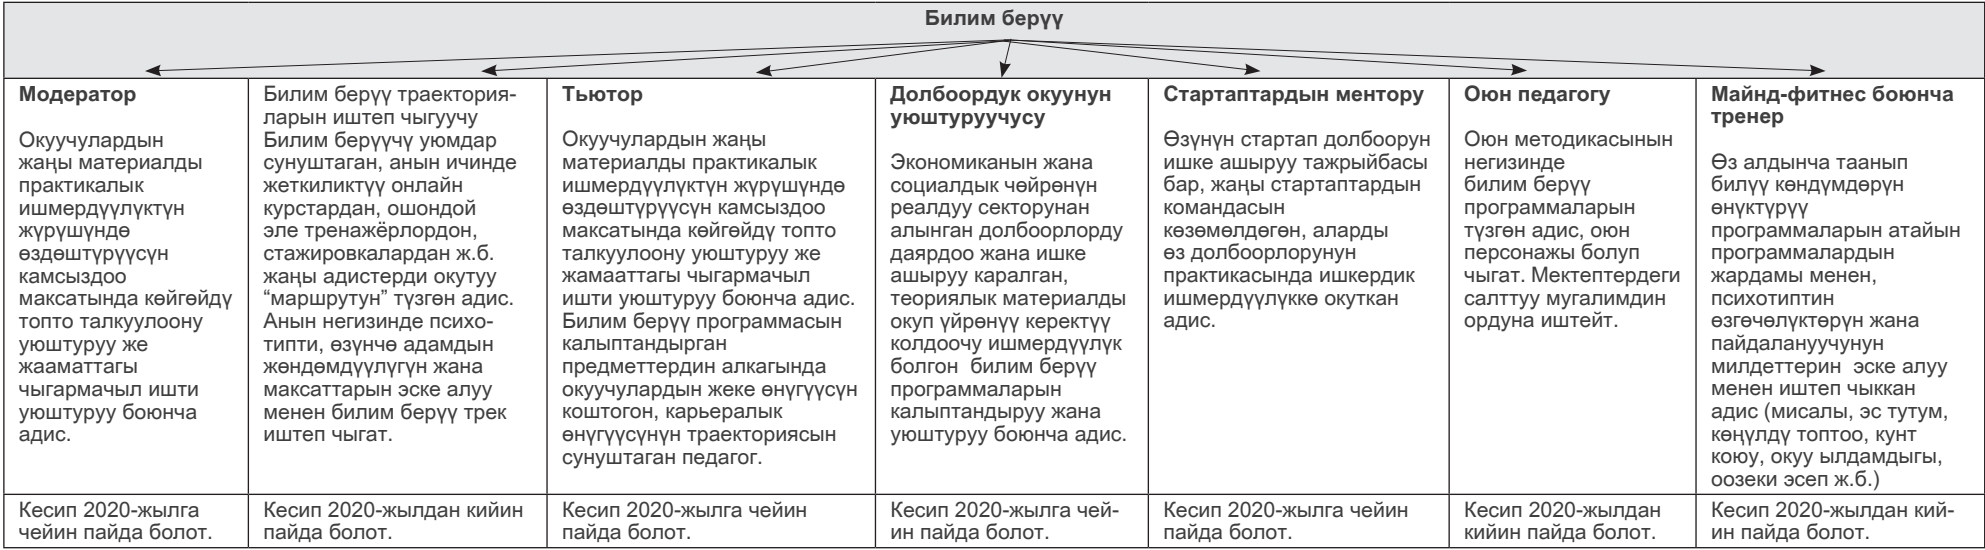 Билим берүү
Модератор
Окуучулардын
жаңы материалды
практикалык
ишмердүүлүктүн
жүрүшүндө
өздөштүрүүсүн
камсыздоо
максатында көйгөйдү
топто талкуулоону
уюштуруу же
жааматтагы
чыгармачыл ишти
уюштуруу боюнча
адис.
Кесип 2020-жылга
чейин пайда болот.
Билим берүү траектория-
ларын иштеп чыгуучу
Билим берүүчү уюмдар
сунуштаган, анын ичинде
жеткиликтүү онлайн
курстардан, ошондой
эле тренажёрлордон,
стажировкалардан ж.б.
жаңы адистерди окутуу
“маршрутун” түзгөн адис.
Анын негизинде психо-
типти, өзүнчө адамдын
жөндөмдүүлүгүн жана
максаттарын эске алуу
менен билим берүү трек
иштеп чыгат.
Кесип 2020-жылдан кийин
пайда болот.
Тьютор
Окуучулардын жаңы
материалды практикалык
ишмердүүлүктүн жүрүшүндө
өздөштүрүүсүн камсыздоо
максатында көйгөйдү топто
талкуулоону уюштуруу же
жамааттагы чыгармачыл
ишти уюштуруу боюнча адис.
Билим берүү программасын
калыптандырган
предметтердин алкагында
окуучулардын жеке өнүгүүсүн
коштогон, карьералык
өнүгүүсүнүн траекториясын
сунуштаган педагог.
Кесип 2020-жылга чейин
пайда болот.
Долбоордук окуунун
уюштуруучусу
Экономиканын жана
социалдык чөйрөнүн
реалдуу секторунан
алынган долбоорлорду
даярдоо жана ишке
ашыруу каралган,
теориялык материалды
окуп үйрөнүү керектүү
колдоочу ишмердүүлүк
болгон билим берүү
программаларын
калыптандыруу жана
уюштуруу боюнча адис.
Кесип 2020-жылга чей-
ин пайда болот.
Стартаптардын ментору
Өзүнүн стартап долбоорун
ишке ашыруу тажрыйбасы
бар, жаңы стартаптардын
командасын
көзөмөлдөгөн, аларды
өз долбоорлорунун
практикасында ишкердик
ишмердүүлүккө окуткан
адис.
Кесип 2020-жылга чейин
пайда болот.
Оюн педагогу
Оюн методикасынын
негизинде
билим берүү
программаларын
түзгөн адис, оюн
персонажы болуп
чыгат. Мектептердеги
салттуу мугалимдин
ордуна иштейт.
Кесип 2020-жылдан
кийин пайда болот.
Майнд-фитнес боюнча
тренер
Өз алдынча таанып
билүү көндүмдөрүн
өнүктүрүү
программаларын атайын
программалардын
жардамы менен,
психотиптин
өзгөчөлүктөрүн жана
пайдалануучунун
милдеттерин эске алуу
менен иштеп чыккан
адис (мисалы, эс тутум,
көңүлдү топтоо, кунт
коюу, окуу ылдамдыгы,
оозеки эсеп ж.б.)
Кесип 2020-жылдан кий-
ин пайда болот.